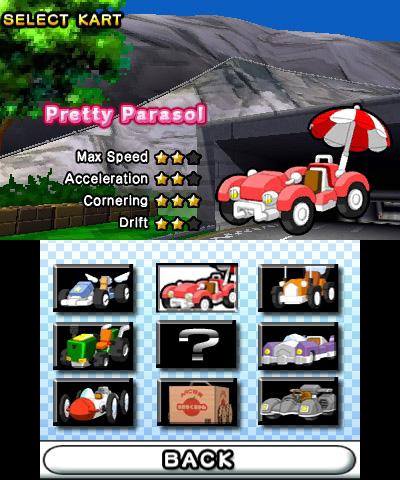 SELECT KART
Pretty Parasol
Max Speed
Acceleration
Cornering
Drift
?
BACK